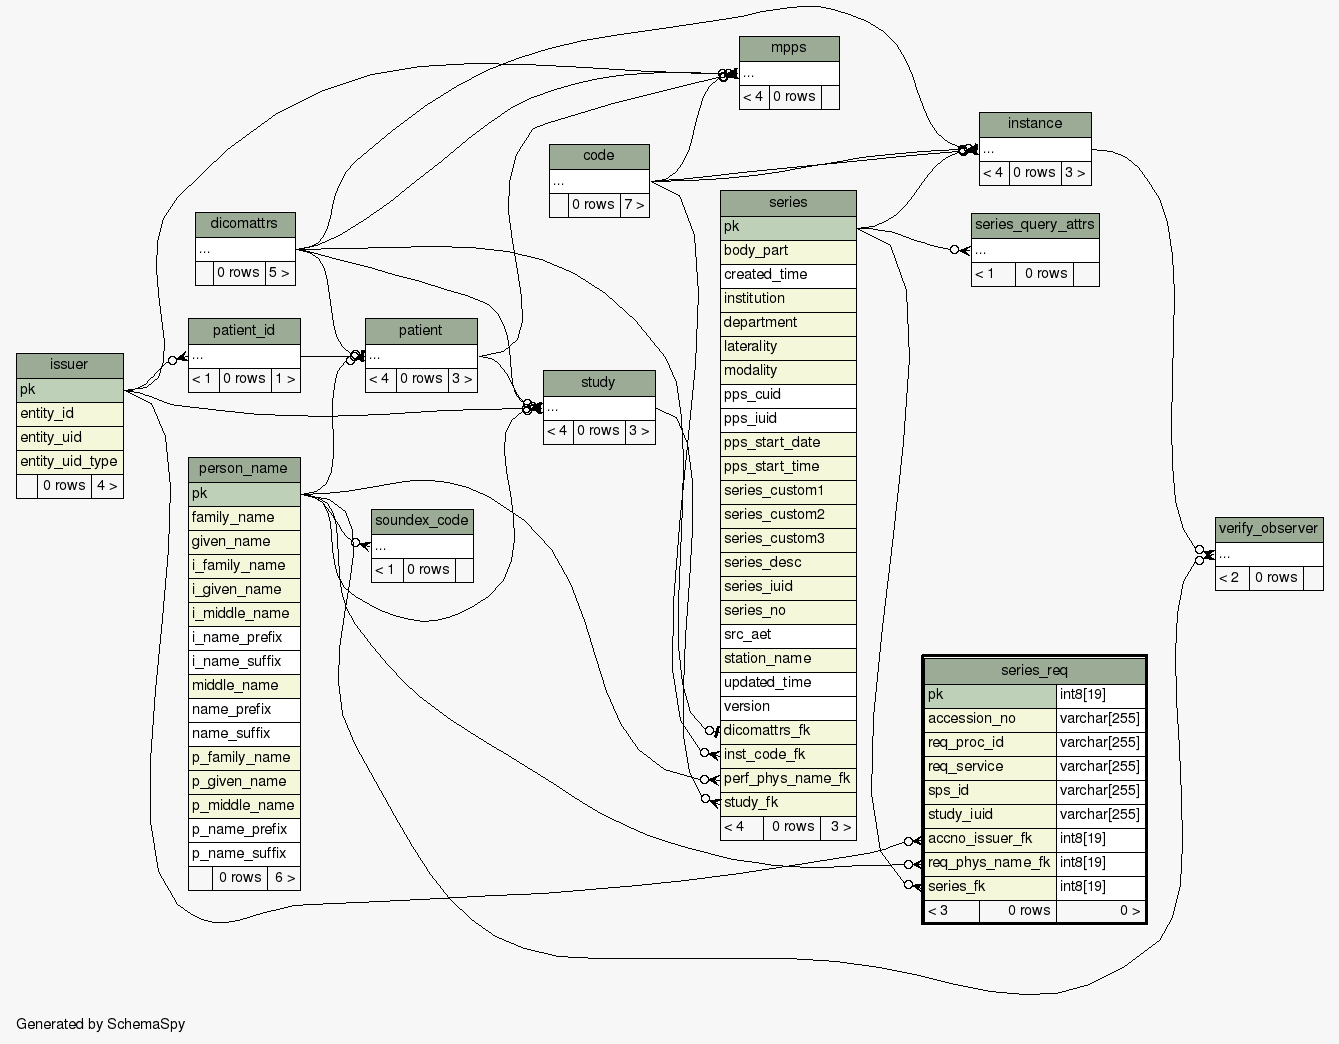 mpps
...
< 4 0 rows
instance
...
< 4 0 rows 3 >
code
...
0 rows 7 >
series
pk
body_part
created_time
institution
department
laterality
modality
pps_cuid
pps_iuid
pps_start_date
pps_start_time
series_custom1
series_custom2
series_custom3
series_desc
series_iuid
series_no
src_aet
station_name
updated_time
version
dicomattrs_fk
inst_code_fk
perf_phys_name_fk
study_fk
< 4 0 rows 3 >
dicomattrs
...
0 rows 5 >
series_query_attrs
...
< 1 0 rows
patient_id
...
< 1 0 rows 1 >
patient
...
< 4 0 rows 3 >
issuer
pk
entity_id
entity_uid
entity_uid_type
0 rows 4 >
study
...
< 4 0 rows 3 >
person_name
pk
family_name
given_name
i_family_name
i_given_name
i_middle_name
i_name_prefix
i_name_suffix
middle_name
name_prefix
name_suffix
p_family_name
p_given_name
p_middle_name
p_name_prefix
p_name_suffix
0 rows 6 >
soundex_code
...
< 1 0 rows
verify_observer
...
< 2 0 rows
series_req
pk int8[19]
accession_no varchar[255]
req_proc_id varchar[255]
req_service varchar[255]
sps_id varchar[255]
study_iuid varchar[255]
accno_issuer_fk int8[19]
req_phys_name_fk int8[19]
series_fk int8[19]
< 3 0 rows 0 >
Generated by SchemaSpy